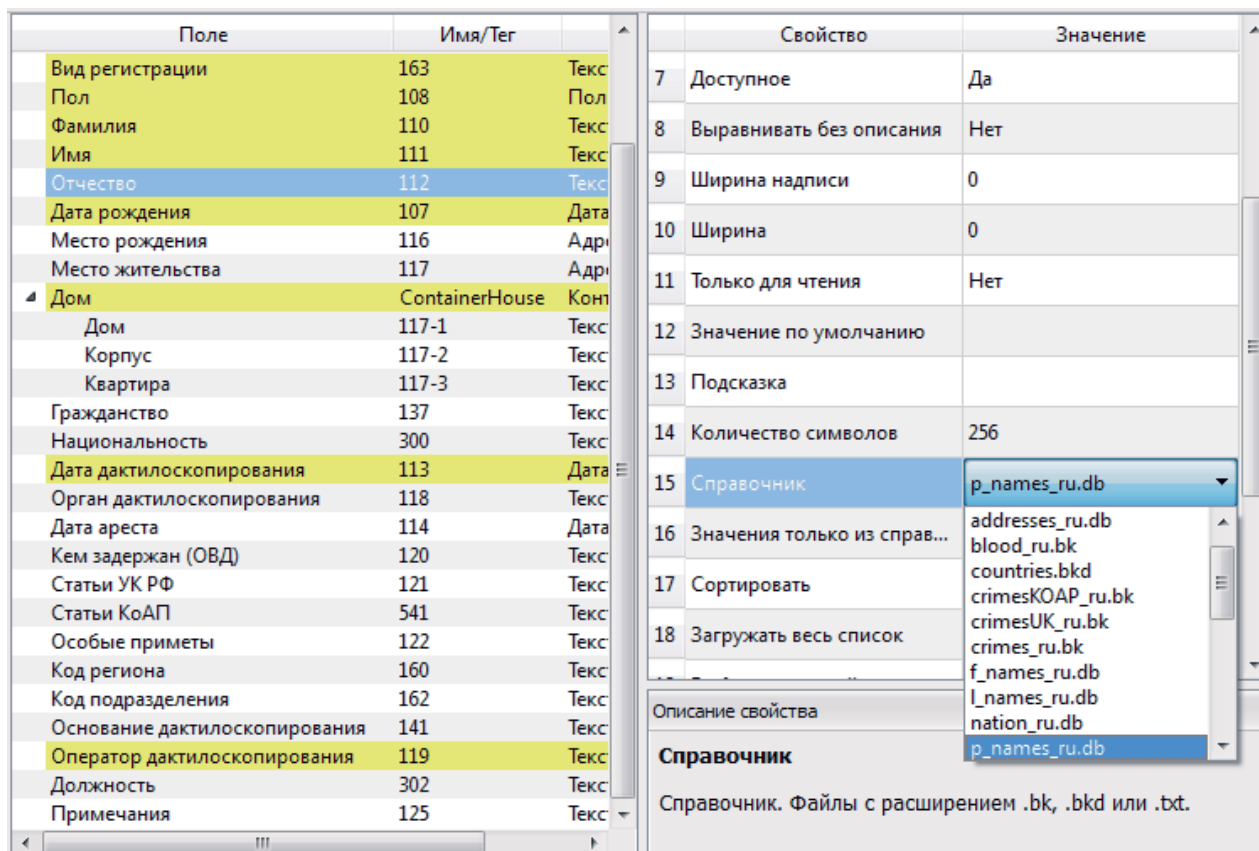 Поле Имя/Тег
Вид регистрации 163 Текс
Пол 108 Пол
Фамилия 110 Текс
Имя 111 Текс
Отчество 112 Текс
Дата рождения 107 Дата
Место рождения 116 Адре
Место жительства 117 Адре
Дом ContainerHouse Конт
Дом 117-1 Текс
Корпус 117-2 Текс
Квартира 117-3 Текс
Гражданство 137 Текс
Национальность 300 Текс
Дата дактилоскопирования 113 Дата
Орган дактилоскопирования 118 Текс
Дата ареста 114 Дата
Кем задержан (ОВД) 120 Текс
Статьи УК РФ 121 Текс
Статьи КоАП 541 Текс
Особые приметы 122 Текс
Код региона 160 Текс
Код подразделения 162 Текс
Основание дактилоскопирования 141 Текс
Оператор дактилоскопирования 119 Текс
Должность 302 Текс
Примечания 125 Текс
Свойство Значение
7 Доступное Да
8 Выравнивать без описания Нет
9 Ширина надписи 0
10 Ширина 0
11 Только для чтения Нет
12 Значение по умолчанию
13 Подсказка
14 Количество символов 256
15 Справочник p_names_ru.db
16 Значения только из справ...
17 Сортировать
18 Загружать весь список
addresses_ru.db
blood_ru.bk
countries.bkd
crimesKOAP_ru.bk
crimesUK_ru.bk
crimes_ru.bk
f_names_ru.db
l_names_ru.db
nation_ru.db
p_names_ru.db
Описание свойства
Справочник
Справочник. Файлы с расширением .bk, .bkd или .txt.